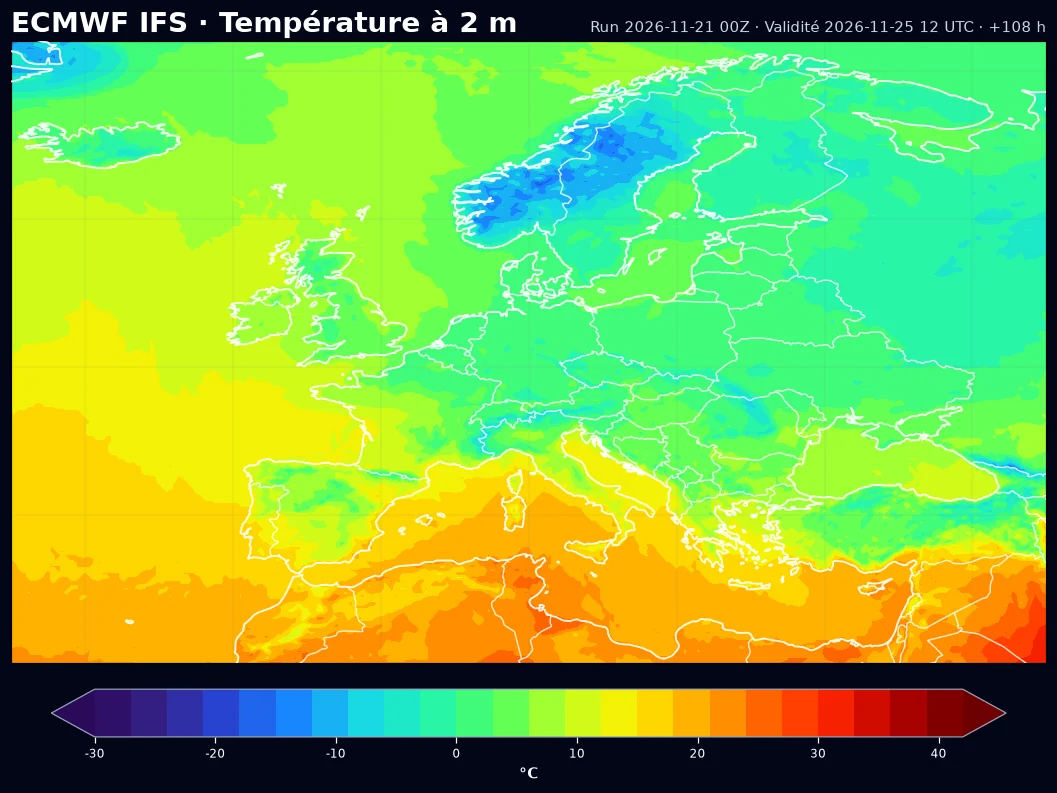 ECMWF IFS · Température à 2 m
Run 2026-11-21 00Z · Validité 2026-11-25 12 UTC · +108 h
-30 -20 -10 0 10 20 30 40
°C